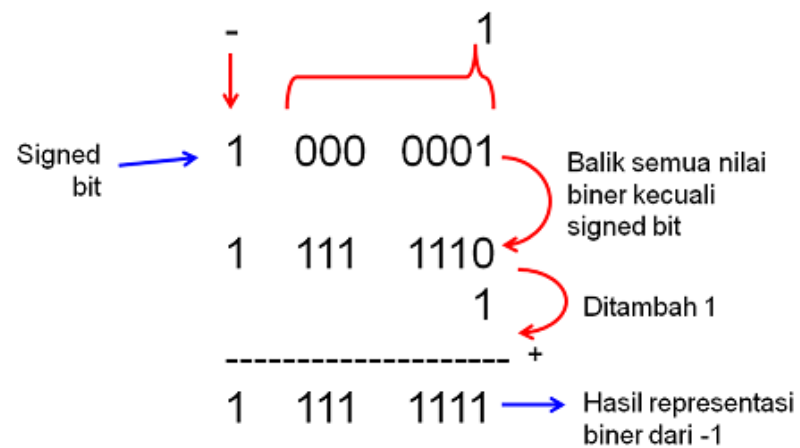 - 1
Signed
bit
1 000 0001
Balik semua nilai
biner kecuali
signed bit
1 111 1110
1
Ditambah 1
-------------------- +
1 111 1111
Hasil representasi
biner dari -1